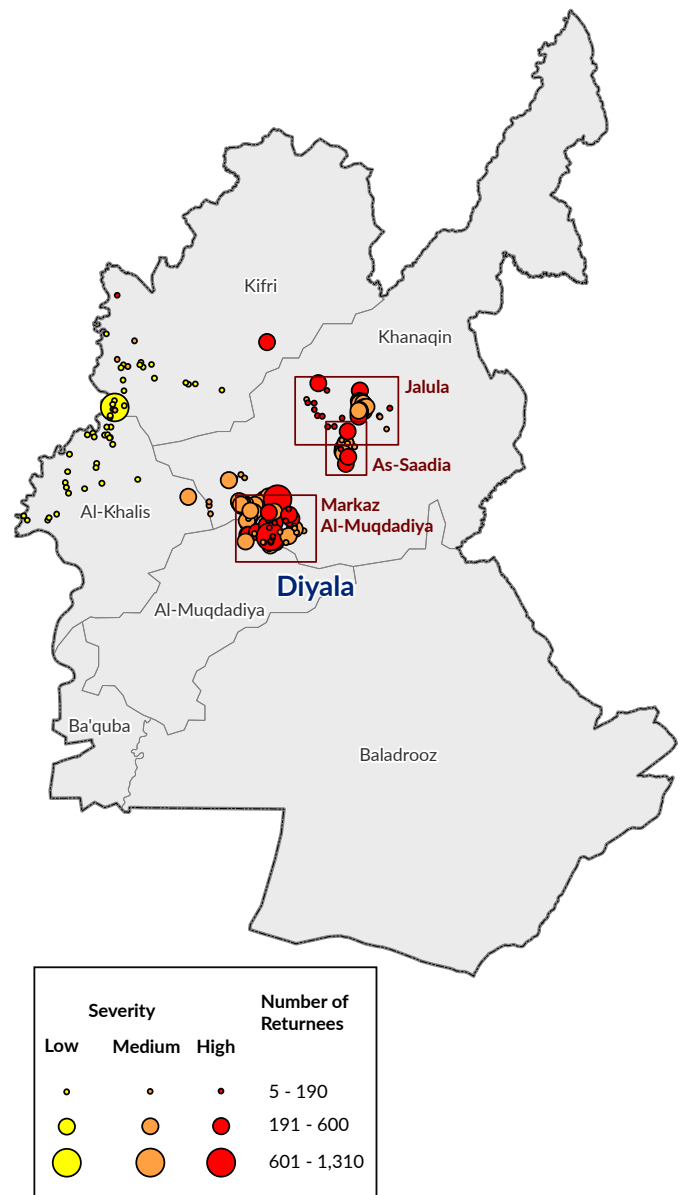 Kifri
Khanaqin
Jalula
As-Saadia
Al-Khalis
Markaz
Al-Muqdadiya
Diyala
Al-Muqdadiya
Ba'quba
Baladrooz
Severity
Number of
Returnees
Low Medium High
5 - 190
191 - 600
601 - 1,310